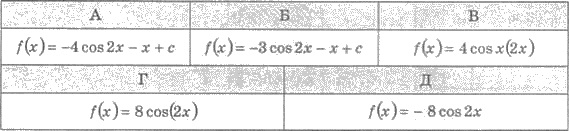 А Б В
f(x) = –4 cos 2x – x + c f(x) = –3 cos 2x – x + c f(x) = 4 cos x(2x)
Г Д
f(x) = 8 cos(2x) f(x) = – 8 cos 2x